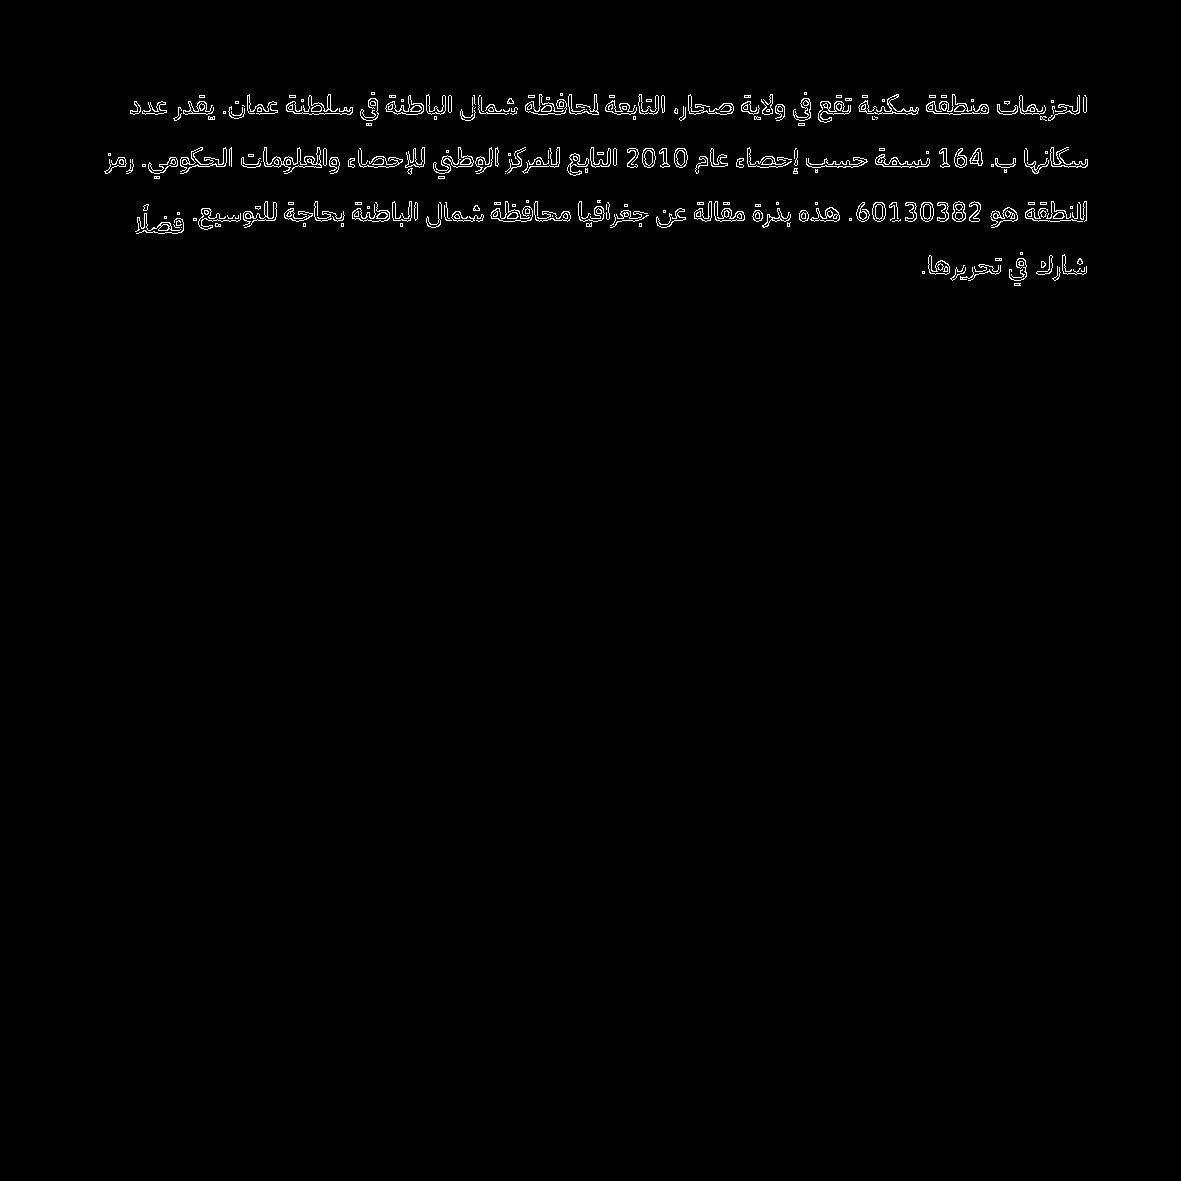 الحزيمات منطقة سكنية تقع في ولاية صحار، التابعة لمحافظة شمال الباطنة في سلطنة عمان. يقدر عدد
سكانها ب. 164 نسمة حسب إحصاء عام 2010 التابع للمركز الوطني للإحصاء والمعلومات الحكومي. رمز
المنطقة هو 60130382. هذه بذرة مقالة عن جغرافيا محافظة شمال الباطنة بحاجة للتوسيع. فضلًا
شارك في تحريرها.